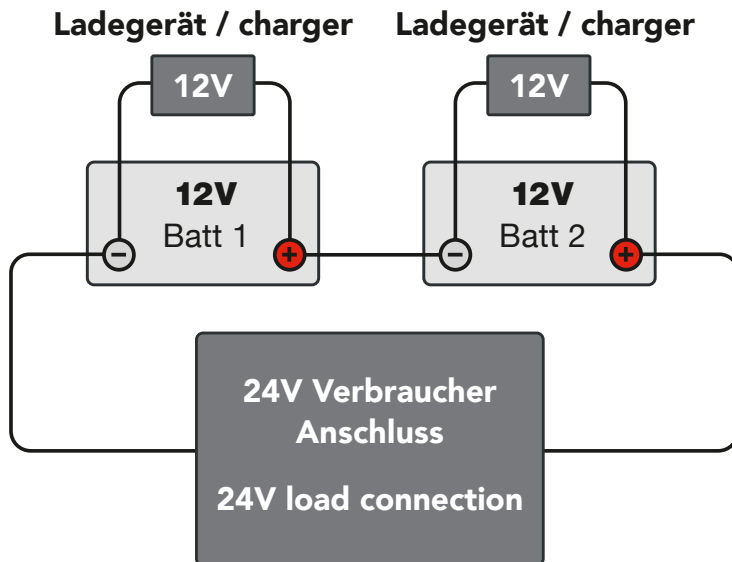 Ladegerät / charger
Ladegerät / charger
12V
12V
12V
Batt 1
12V
Batt 2
−
+
−
+
24V Verbraucher
Anschluss
24V load connection